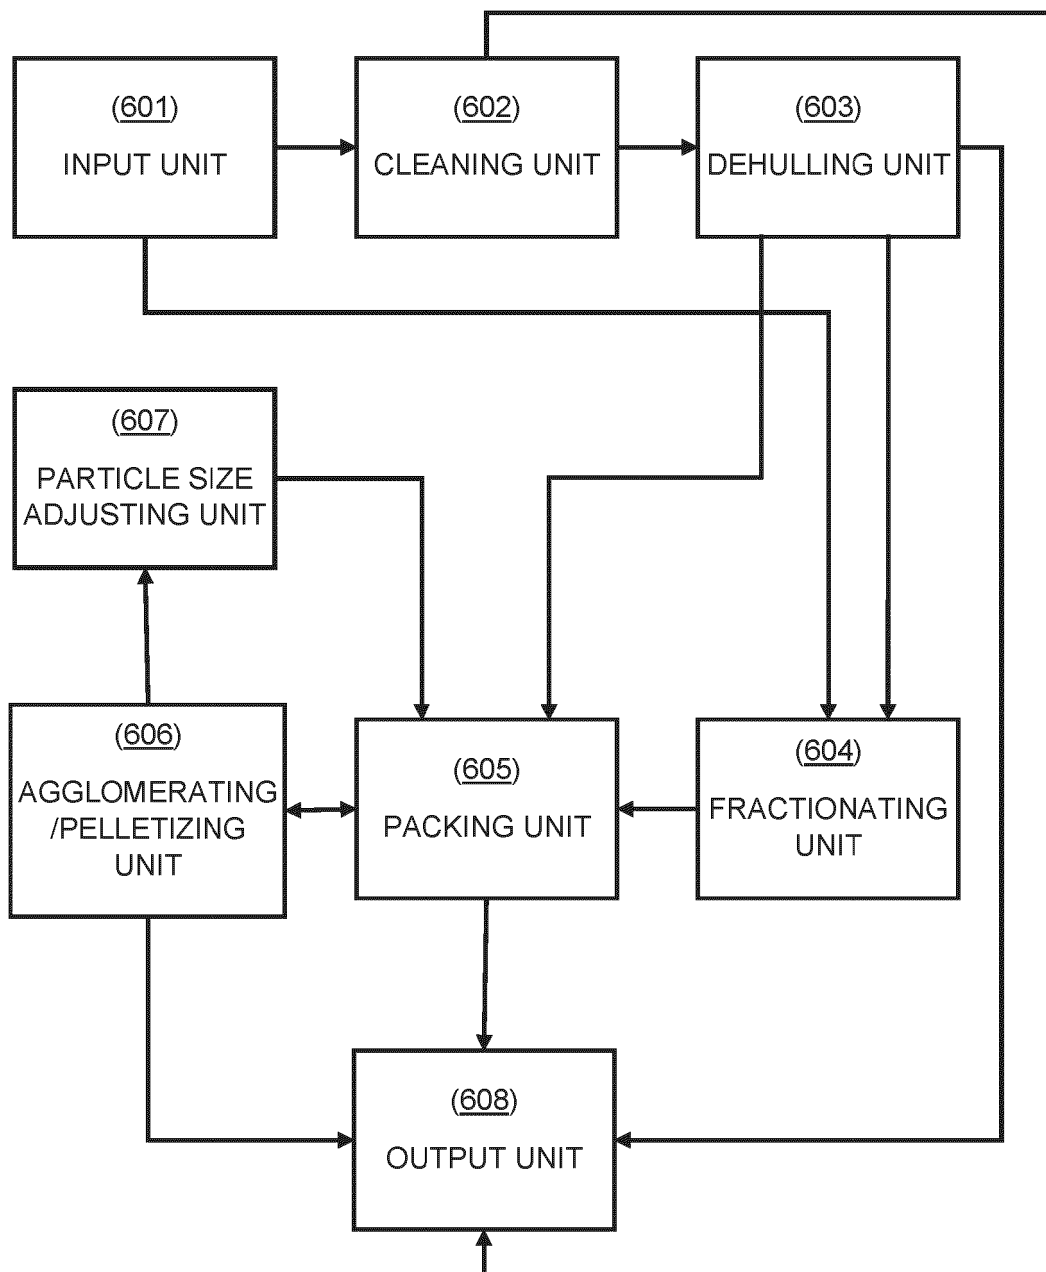 (601)
INPUT UNIT
(602)
CLEANING UNIT
(603)
DEHULLING UNIT
(607)
PARTICLE SIZE
ADJUSTING UNIT
(606)
AGGLOMERATING
/PELLETIZING
UNIT
(605)
PACKING UNIT
(604)
FRACTIONATING
UNIT
(608)
OUTPUT UNIT